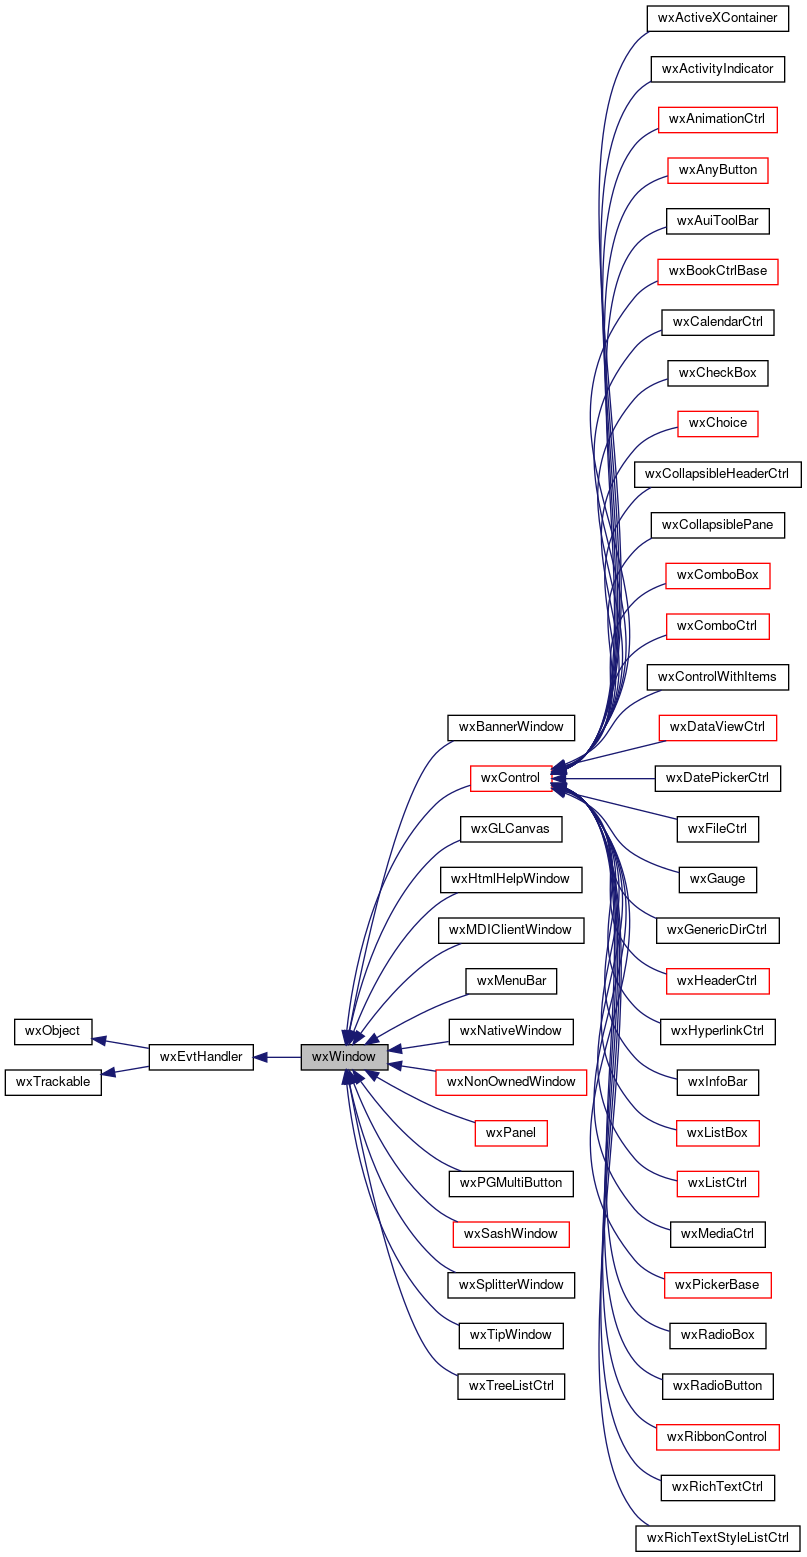 wxObject
wxTrackable
wxEvtHandler
wxWindow
wxBannerWindow
wxControl
wxGLCanvas
wxHtmlHelpWindow
wxMDIClientWindow
wxMenuBar
wxNativeWindow
wxNonOwnedWindow
wxPanel
wxPGMultiButton
wxSashWindow
wxSplitterWindow
wxTipWindow
wxTreeListCtrl
wxActiveXContainer
wxActivityIndicator
wxAnimationCtrl
wxAnyButton
wxAuiToolBar
wxBookCtrlBase
wxCalendarCtrl
wxCheckBox
wxChoice
wxCollapsibleHeaderCtrl
wxCollapsiblePane
wxComboBox
wxComboCtrl
wxControlWithItems
wxDataViewCtrl
wxDatePickerCtrl
wxFileCtrl
wxGauge
wxGenericDirCtrl
wxHeaderCtrl
wxHyperlinkCtrl
wxInfoBar
wxListBox
wxListCtrl
wxMediaCtrl
wxPickerBase
wxRadioBox
wxRadioButton
wxRibbonControl
wxRichTextCtrl
wxRichTextStyleListCtrl